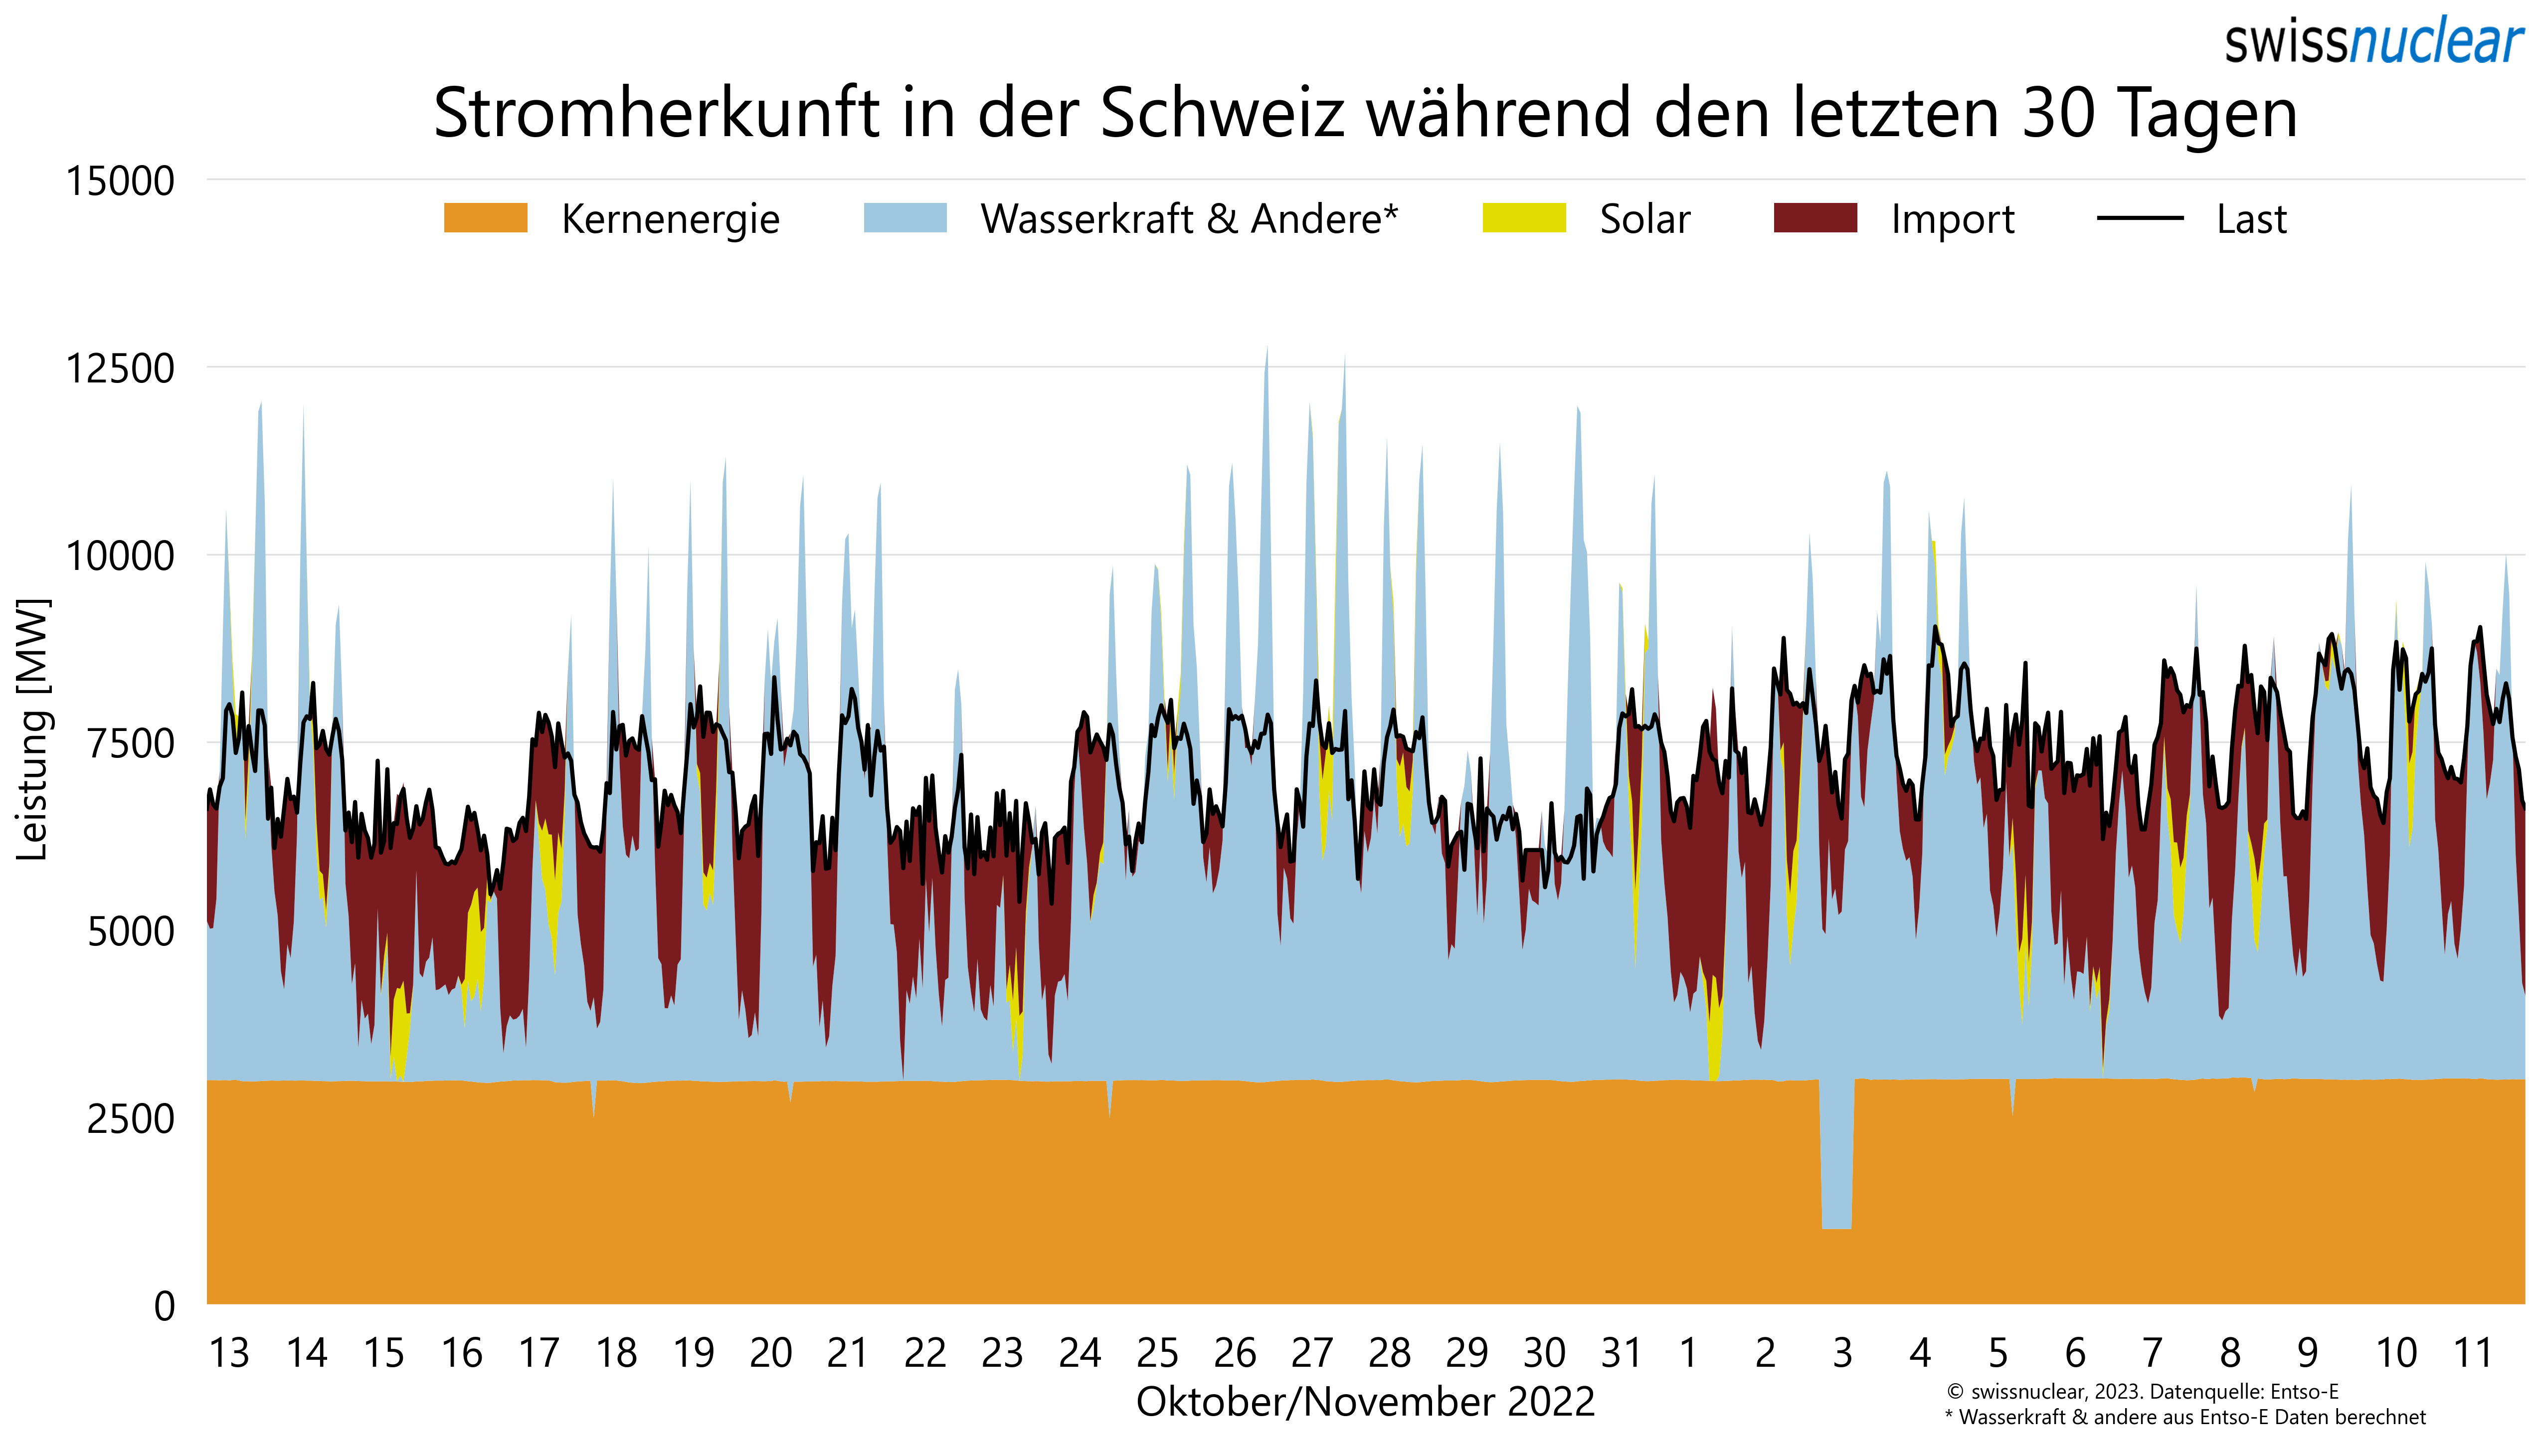 swissnuclear
Stromherkunft in der Schweiz während den letzten 30 Tagen
15000
Kernenergie Wasserkraft & Andere* Solar Import Last
12500
10000
7500
5000
2500
0
Leistung [MW]
13 14 15 16 17 18 19 20 21 22 23 24 25 26 27 28 29 30 31 1 2 3 4 5 6 7 8 9 10 11
Oktober/November 2022
© swissnuclear, 2023. Datenquelle: Entso-E
* Wasserkraft & andere aus Entso-E Daten berechnet